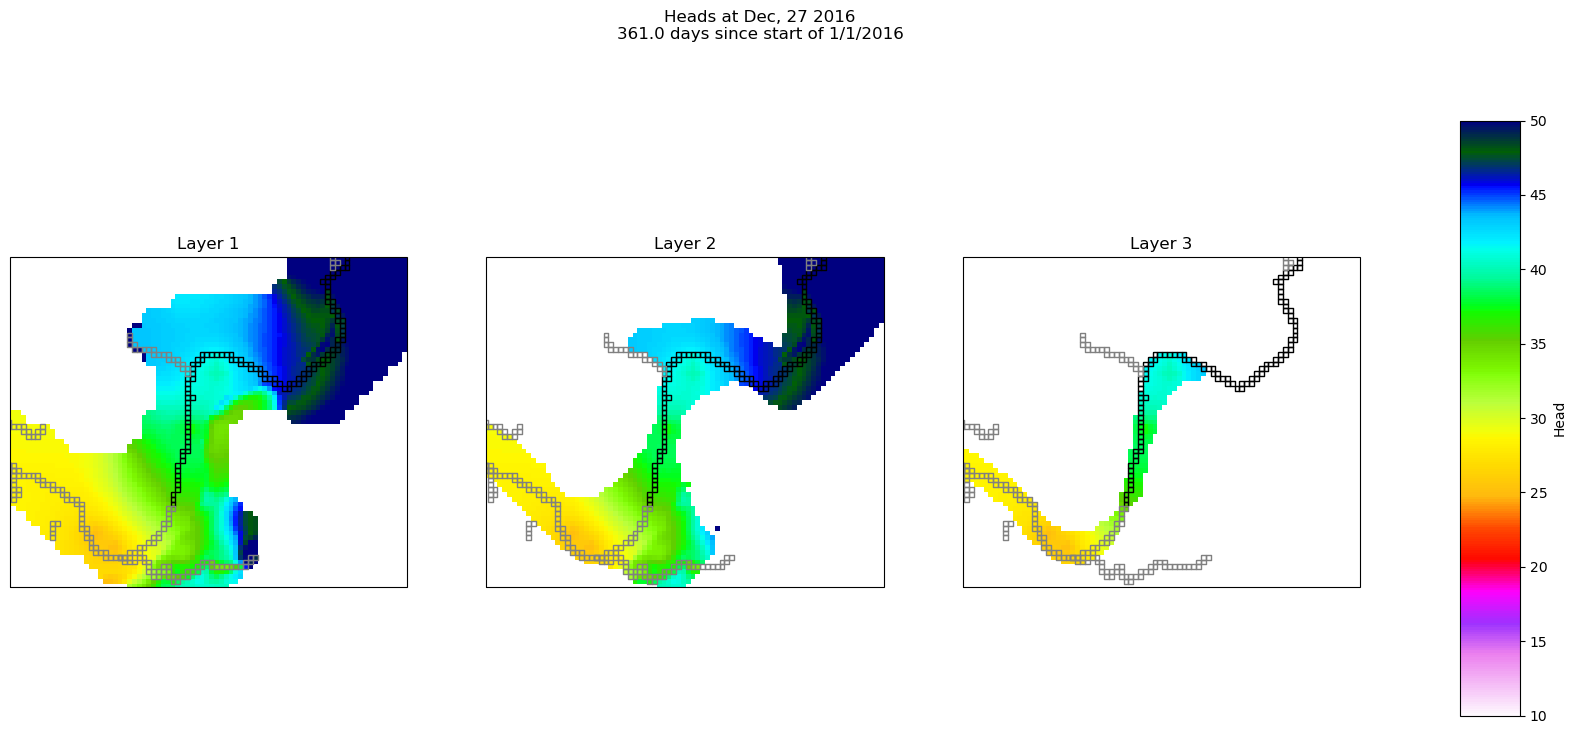 Heads at Dec, 27 2016
361.0 days since start of 1/1/2016
Layer 1
Layer 2
Layer 3
50
45
40
35
30
25
20
15
10
Head